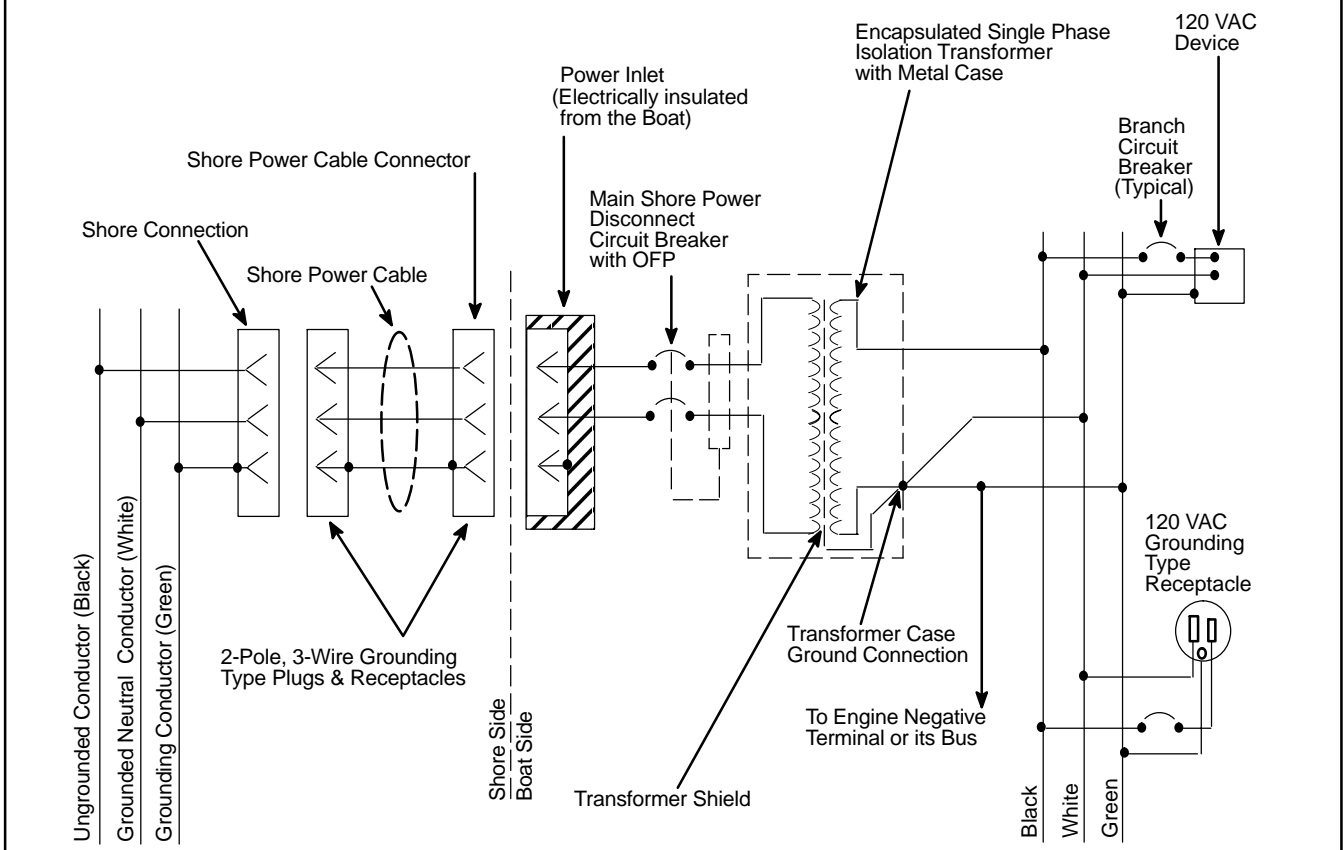 120 VAC
Device
Encapsulated Single Phase
Isolation Transformer
with Metal Case
Power Inlet
(Electrically insulated
from the Boat)
Branch
Circuit
Breaker
(Typical)
Shore Power Cable Connector
Main Shore Power
Disconnect
Circuit Breaker
with OFP
Shore Connection
Shore Power Cable
120 VAC
Grounding
Type
Receptacle
2-Pole, 3-Wire Grounding
Type Plugs & Receptacles
Transformer Case
Ground Connection
To Engine Negative
Terminal or its Bus
Transformer Shield
Ungrounded Conductor (Black)
Grounded Neutral Conductor (White)
Grounding Conductor (Green)
Shore Side
Boat Side
Black
White
Green